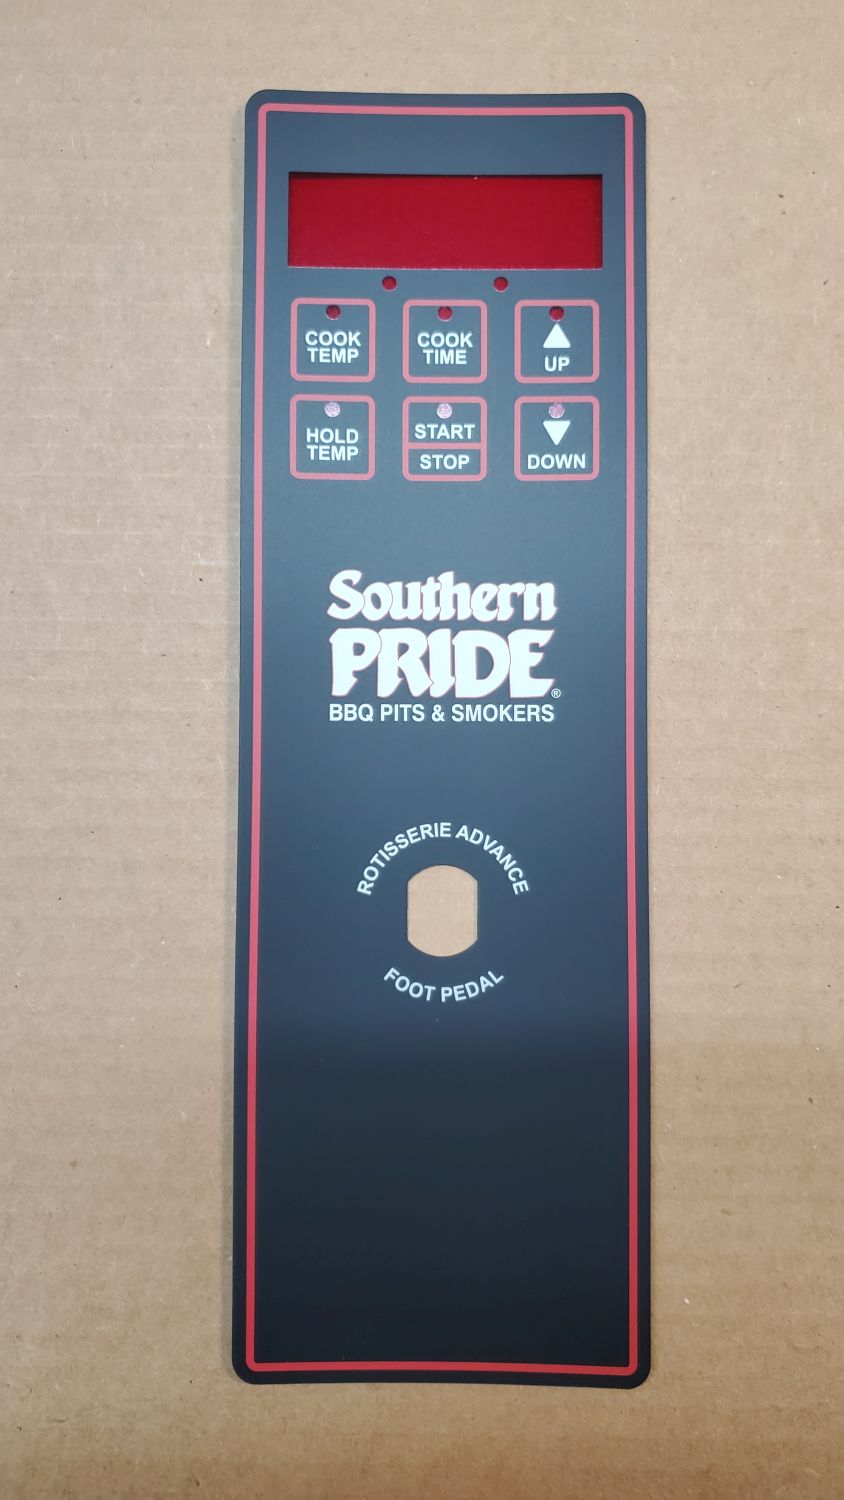 COOK
TEMP
COOK
TIME
UP
HOLD
TEMP
START
STOP
DOWN
Southern
PRIDE®
BBQ PITS & SMOKERS
ROTISSERIE ADVANCE
FOOT PEDAL